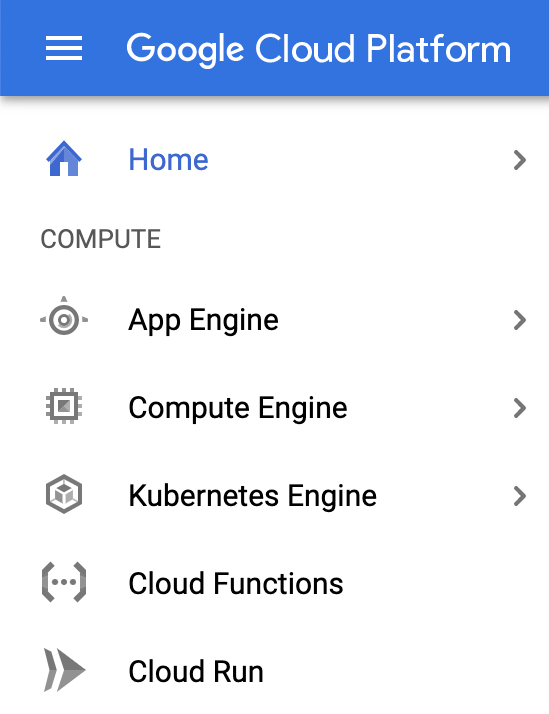 Google Cloud Platform
Home
COMPUTE
App Engine
Compute Engine
Kubernetes Engine
Cloud Functions
Cloud Run